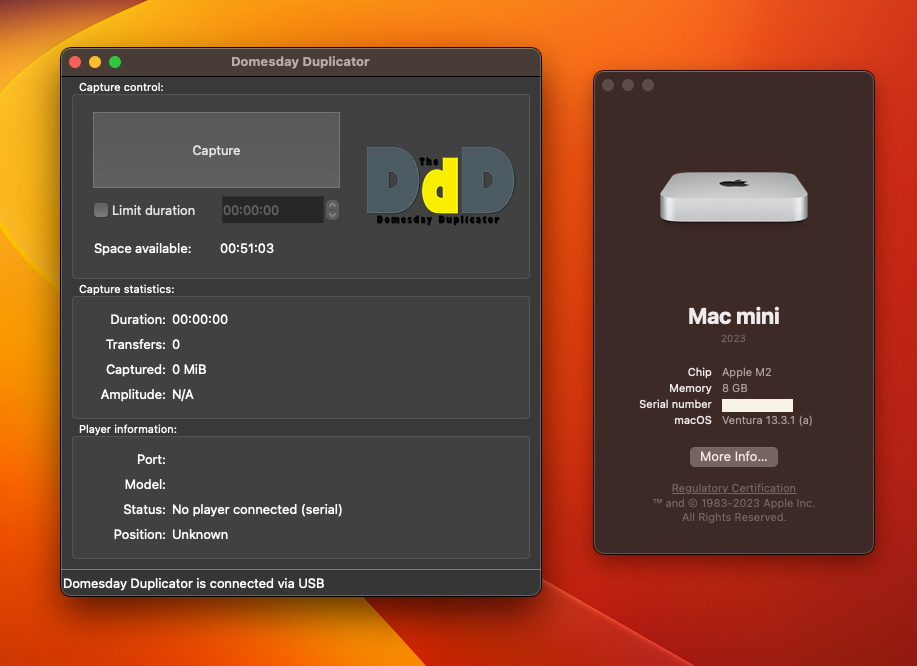 Domesday Duplicator
Capture control:
Capture
The
DdD
Domesday Duplicator
Limit duration 00:00:00
Space available: 00:51:03
Capture statistics:
Duration: 00:00:00
Transfers: 0
Captured: 0 MiB
Amplitude: N/A
Player information:
Port:
Model:
Status: No player connected (serial)
Position: Unknown
Domesday Duplicator is connected via USB
Mac mini
2023
Chip Apple M2
Memory 8 GB
Serial number
macOS Ventura 13.3.1 (a)
More Info...
Regulatory Certification
™ and © 1983-2023 Apple Inc.
All Rights Reserved.